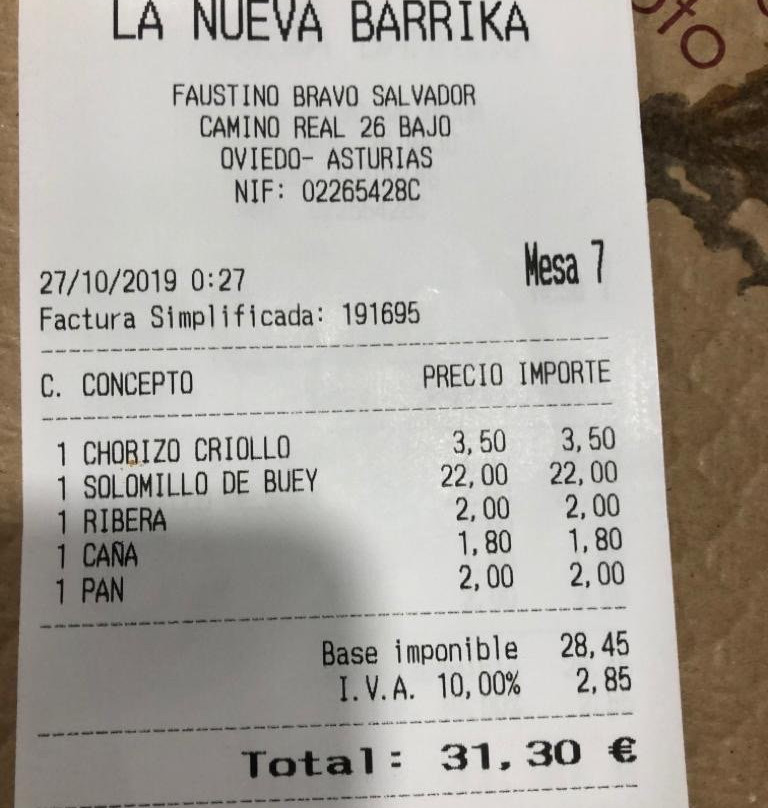 LA NUEVA BARRIKA
FAUSTINO BRAVO SALVADOR
CAMINO REAL 26 BAJO
OVIEDO- ASTURIAS
NIF: 02265428C
Mesa 7
27/10/2019 0:27
Factura Simplificada: 191695
C. CONCEPTO PRECIO IMPORTE
1 CHORIZO CRIOLLO 3,50 3,50
1 SOLOMILLO DE BUEY 22,00 22,00
1 RIBERA 2,00 2,00
1 CAÑA 1,80 1,80
1 PAN 2,00 2,00
Base imponible 28,45
I.V.A. 10,00% 2,85
Total: 31,30 €